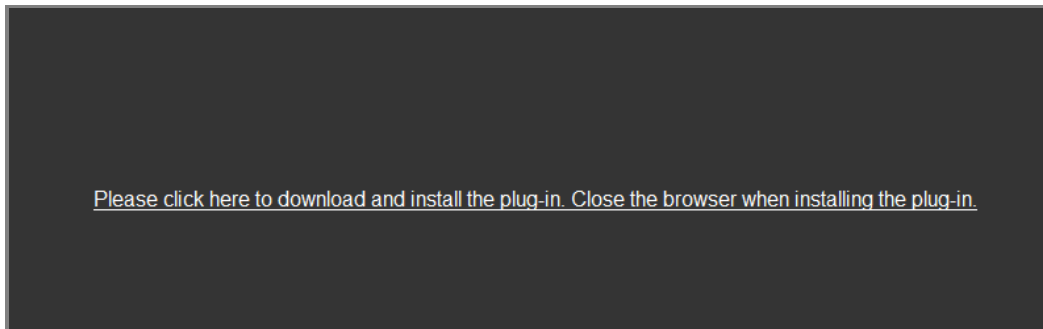 Please click here to download and install the plug-in. Close the browser when installing the plug-in.